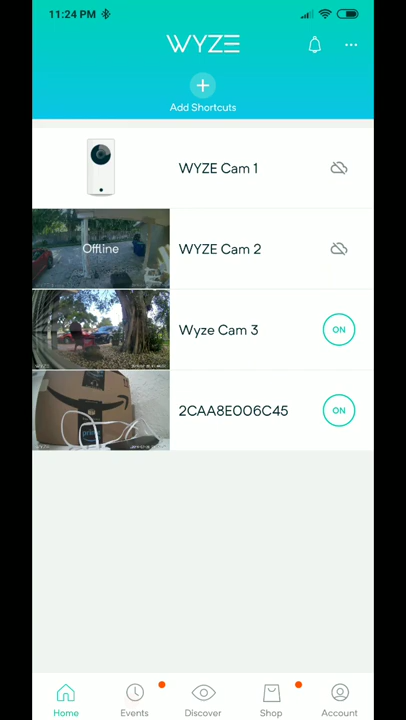 11:24 PM
WYZE
Add Shortcuts
WYZE Cam 1
Offline
WYZE Cam 2
Wyze Cam 3
ON
2CAA8E006C45
ON
Home
Events
Discover
Shop
Account